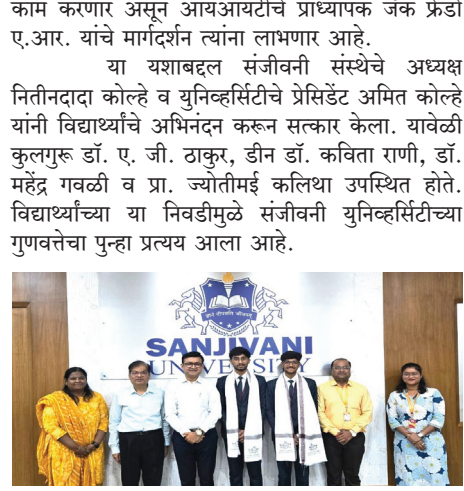 काम करणार असून आयआयटीचे प्राध्यापक जॅक फ्रेडो
ए.आर. यांचे मार्गदर्शन त्यांना लाभणार आहे.
या यशाबद्दल संजीवनी संस्थेचे अध्यक्ष
नितीनदादा कोल्हे व युनिव्हर्सिटीचे प्रेसिडेंट अमित कोल्हे
यांनी विद्यार्थ्यांचे अभिनंदन करून सत्कार केला. यावेळी
कुलगुरू डॉ. ए. जी. ठाकुर, डीन डॉ. कविता राणी, डॉ.
महेंद्र गवळी व प्रा. ज्योतीमई कलिथा उपस्थित होते.
विद्यार्थ्यांच्या या निवडीमुळे संजीवनी युनिव्हर्सिटीच्या
गुणवत्तेचा पुन्हा प्रत्यय आला आहे.
SANJIVANI
UNIVERSITY